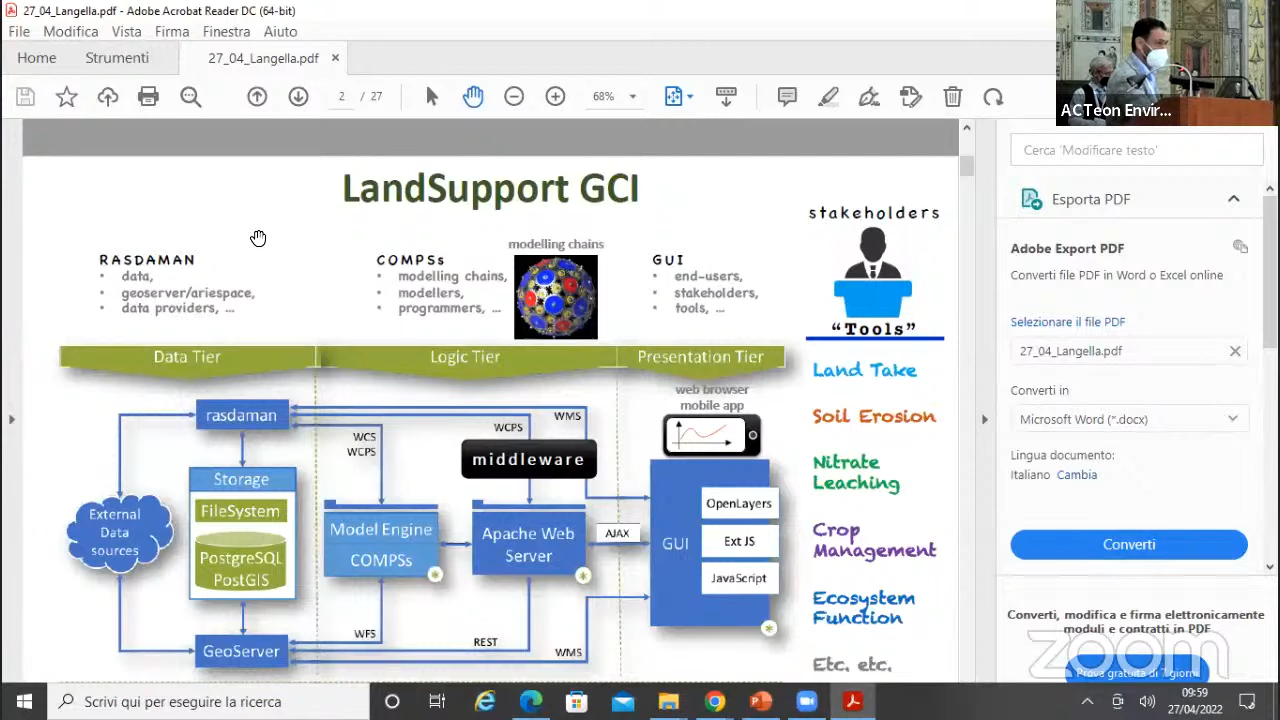 27_04_Langella.pdf - Adobe Acrobat Reader DC (64-bit)
File Modifica Vista Firma Finestra Aiuto
Home Strumenti 27_04_Langella.pdf ×
2 / 27 68%
ACTeon Envir...
Cerca 'Modificare testo'
Esporta PDF
Adobe Export PDF
Converti file PDF in Word o Excel online
Selezionare il file PDF
27_04_Langella.pdf
Converti in
Microsoft Word (*.docx)
Lingua documento:
Italiano Cambia
Converti
Converti, modifica e firma elettronicamente
moduli e contratti in PDF
Prova gratuita di 7 giorni
zoom
LandSupport GCI
RASDAMAN
• data,
• geoserver/ariespace,
• data providers, ...
COMPSs
• modelling chains,
• modellers,
• programmers, ...
modelling chains
GUI
• end-users,
• stakeholders,
• tools, ...
stakeholders
"Tools"
Land Take
Soil Erosion
Nitrate
Leaching
Crop
Management
Ecosystem
Function
Etc. etc.
Data Tier Logic Tier Presentation Tier
web browser
mobile app
rasdaman
WMS
WCPS
WCS
WCPS
middleware
Storage
FileSystem
PostgreSQL
PostGIS
External
Data
sources
Model Engine
COMPSs
Apache Web
Server
AJAX
GUI
OpenLayers
Ext JS
JavaScript
WFS
REST
GeoServer
WMS
Scrivi qui per eseguire la ricerca
09:59
27/04/2022